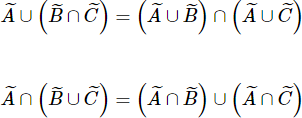 Ã ∪ (B̃ ∩ C̃) = (Ã ∪ B̃) ∩ (Ã ∪ C̃)
Ã ∩ (B̃ ∪ C̃) = (Ã ∩ B̃) ∪ (Ã ∩ C̃)